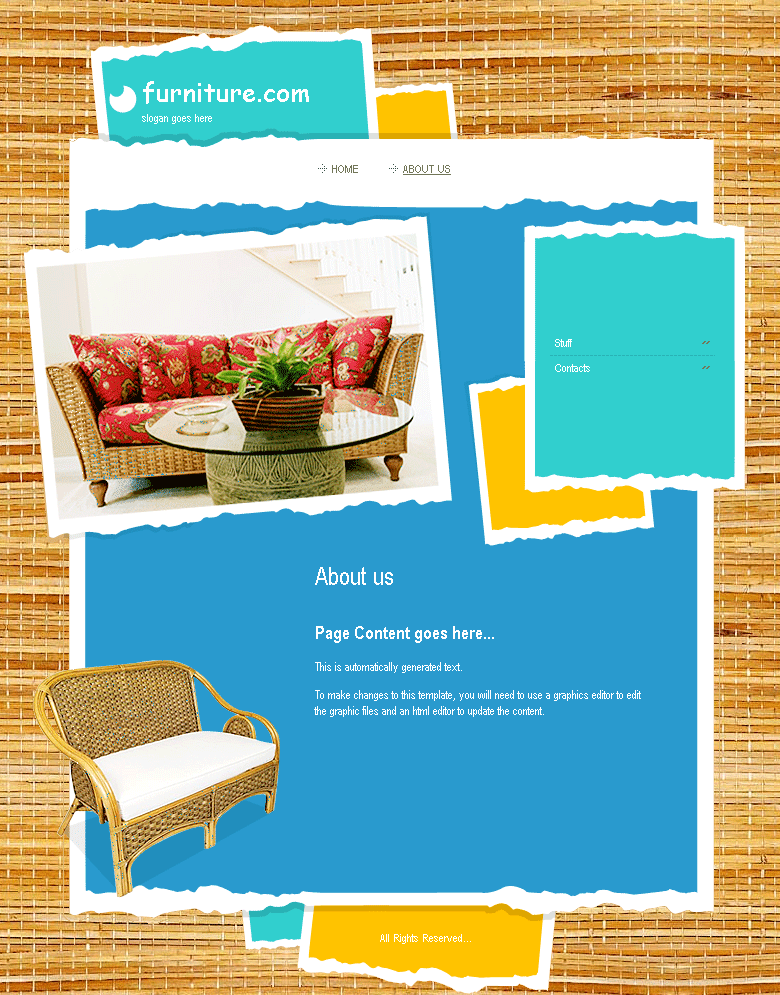 furniture.com
slogan goes here
HOME
ABOUT US
Stuff
Contacts
About us
Page Content goes here...
This is automatically generated text.
To make changes to this template, you will need to use a graphics editor to edit
the graphic files and an html editor to update the content.
All Rights Reserved...